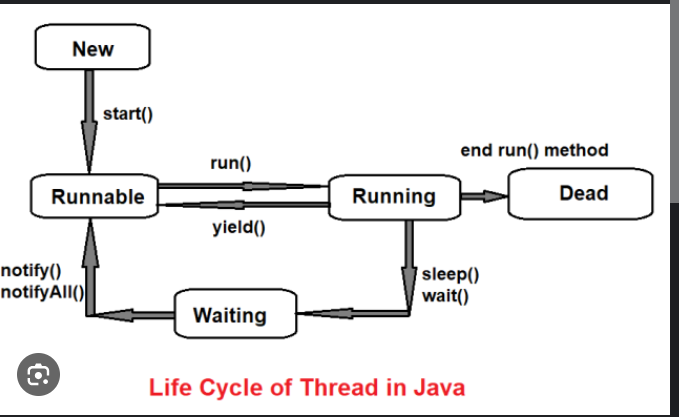 New
start()
end run() method
run()
Runnable
Running
Dead
yield()
notify()
notifyAll()
sleep()
wait()
Waiting
Life Cycle of Thread in Java